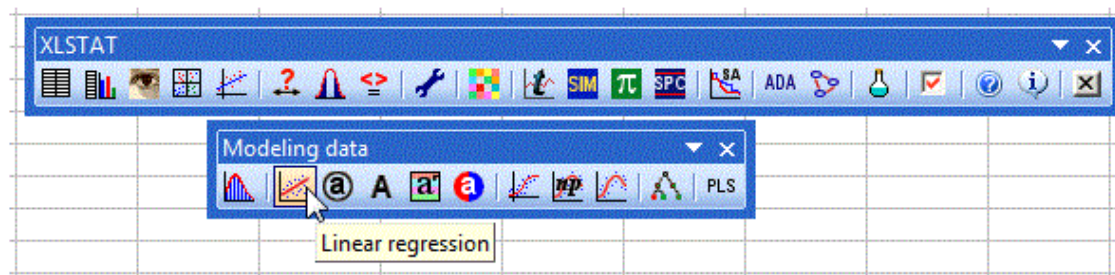 XLSTAT
? SIM π SPC SA ADA ? i
Modeling data
a A a a np PLS
Linear regression